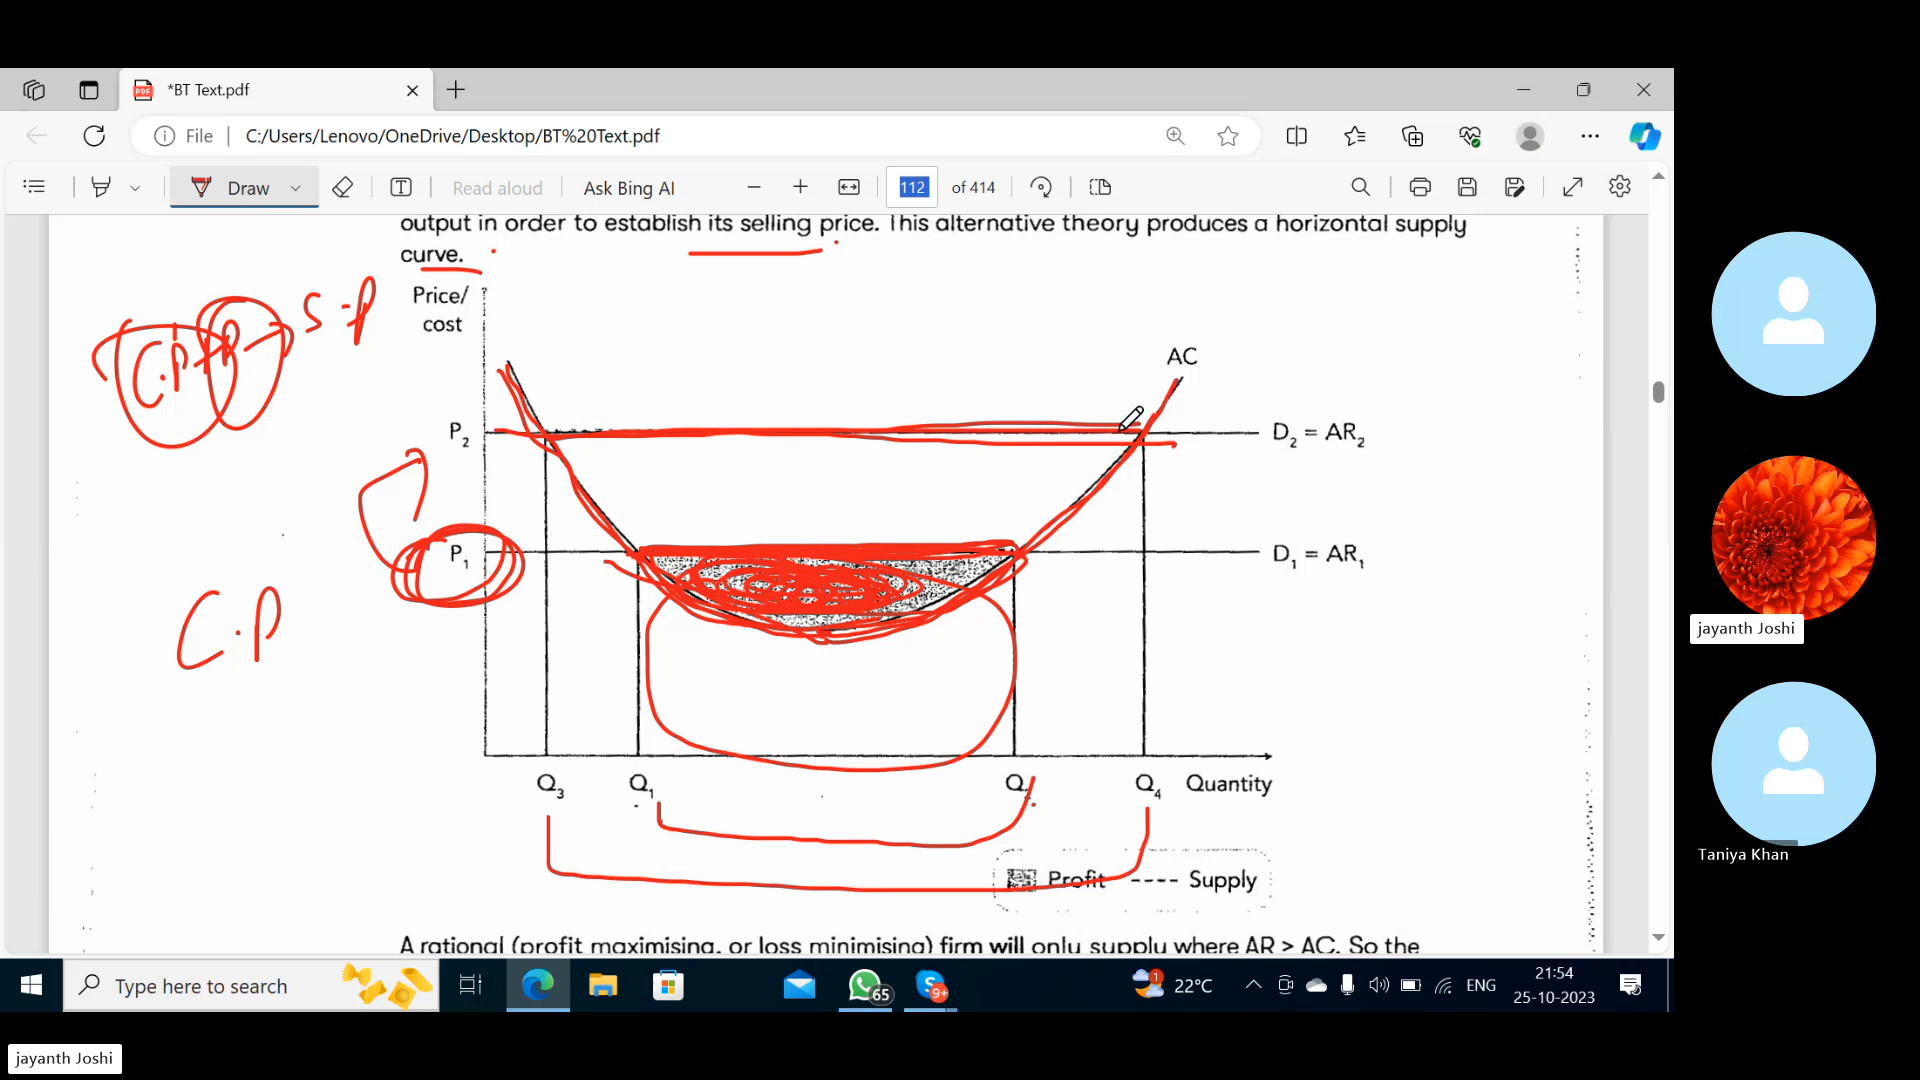 *BT Text.pdf
File
C:/Users/Lenovo/OneDrive/Desktop/BT%20Text.pdf
Draw
Read aloud
Ask Bing AI
112
of 414
output in order to establish its selling price. This alternative theory produces a horizontal supply
curve.
Price/
cost
C.P+P
S.P
AC
P2
D2 = AR2
P1
D1 = AR1
C.P
Q3
Q1
Q2
Q4
Quantity
Profit
Supply
A rational (profit maximising, or loss minimising) firm will only supply where AR > AC. So the
Type here to search
65
9+
1
22°C
ENG
21:54
25-10-2023
jayanth Joshi
Taniya Khan
jayanth Joshi